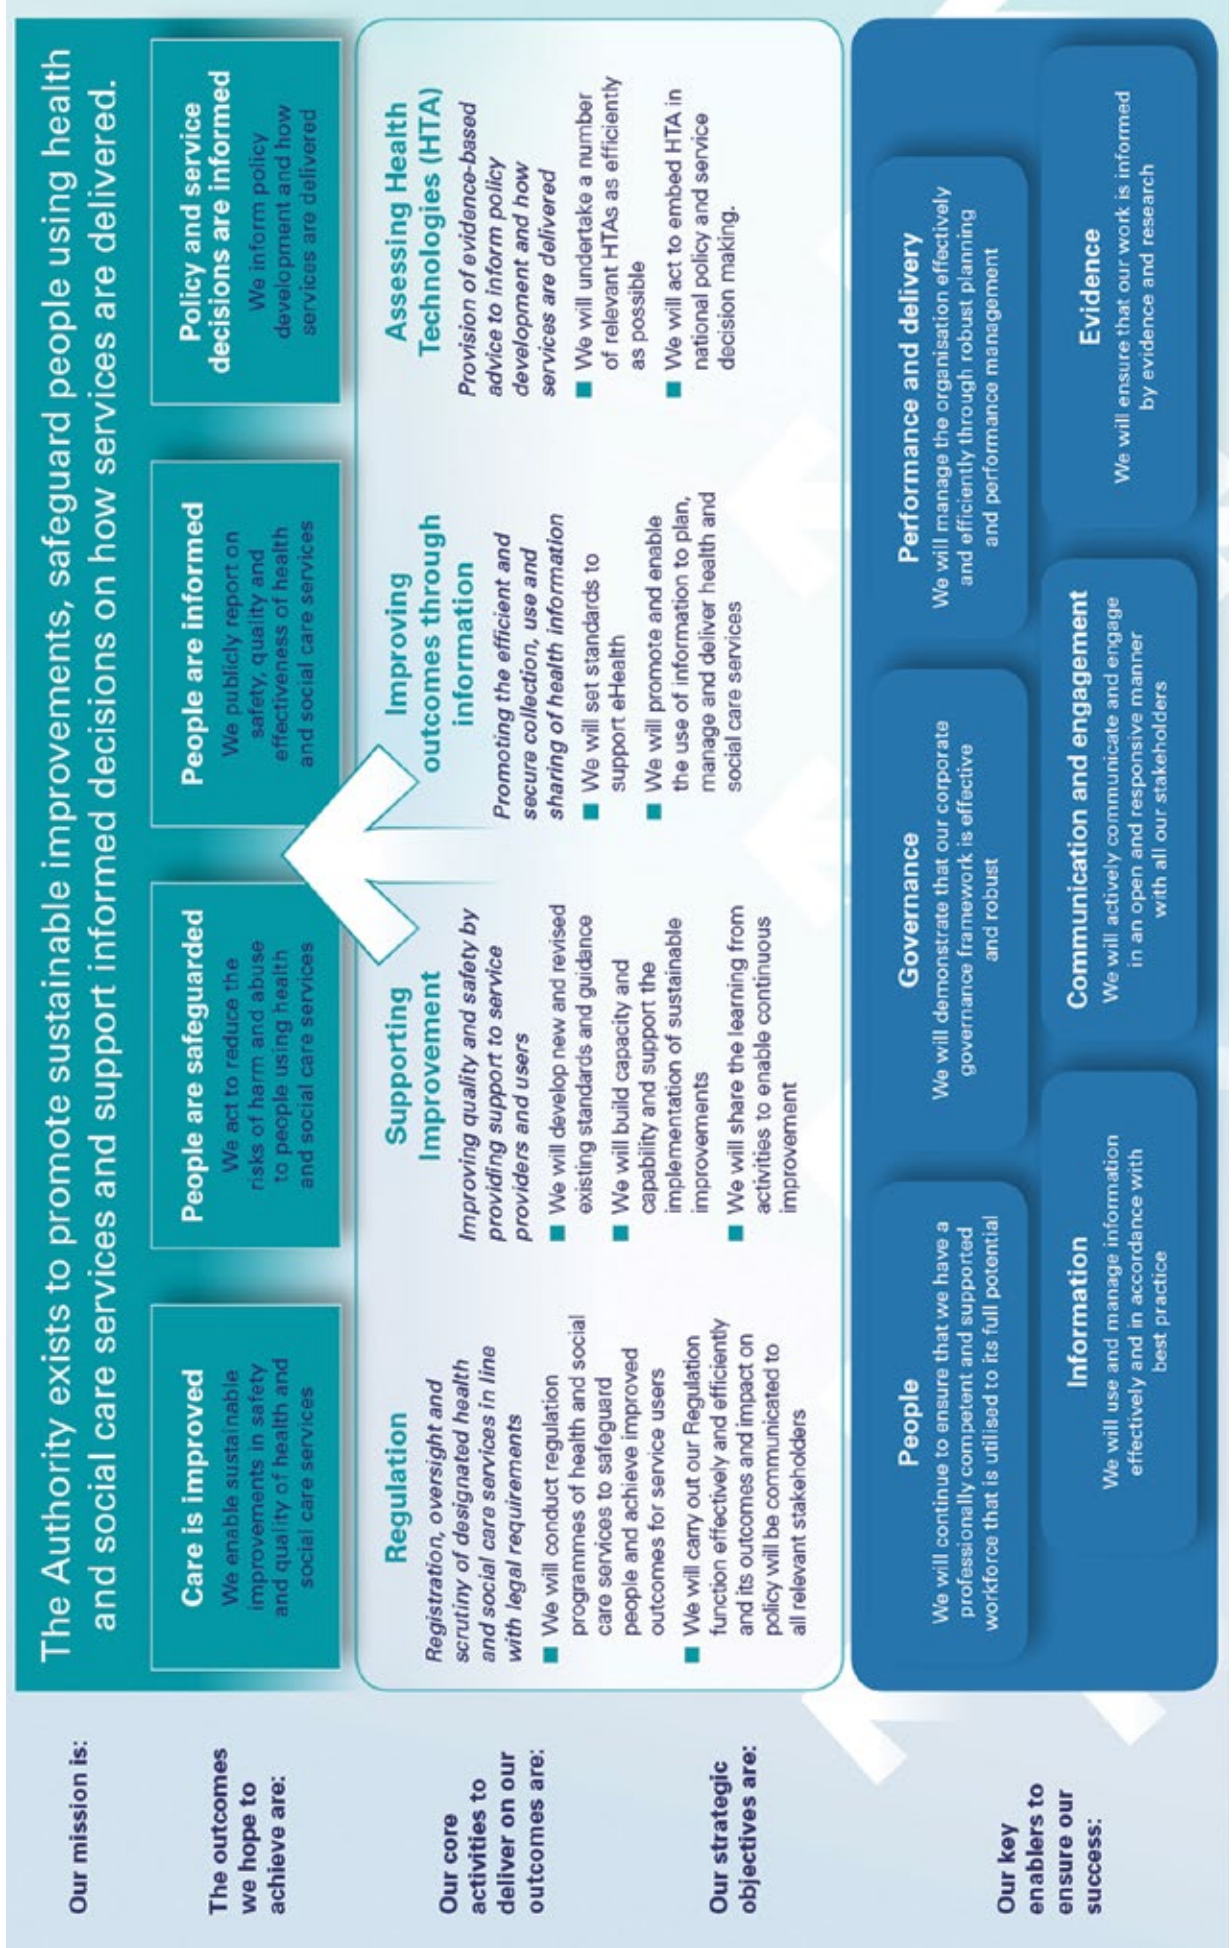 Our mission is:
The Authority exists to promote sustainable improvements, safeguard people using health
and social care services and support informed decisions on how services are delivered.
The outcomes
we hope to
achieve are:
Care is improved
We enable sustainable
improvements in safety
and quality of health and
social care services
People are safeguarded
We act to reduce the
risks of harm and abuse
to people using health
and social care services
People are informed
We publicly report on
safety, quality and
effectiveness of health
and social care services
Policy and service
decisions are informed
We inform policy
development and how
services are delivered
Our core
activities to
deliver on our
outcomes are:
Our strategic
objectives are:
Regulation
Registration, oversight and
scrutiny of designated health
and social care services in line
with legal requirements
■ We will conduct regulation
programmes of health and social
care services to safeguard
people and achieve improved
outcomes for service users
■ We will carry out our Regulation
function effectively and efficiently
and its outcomes and impact on
policy will be communicated to
all relevant stakeholders
Supporting
Improvement
Improving quality and safety by
providing support to service
providers and users
■ We will develop new and revised
existing standards and guidance
■ We will build capacity and
capability and support the
implementation of sustainable
improvements
■ We will share the learning from
activities to enable continuous
improvement
Improving
outcomes through
information
Promoting the efficient and
secure collection, use and
sharing of health information
■ We will set standards to
support eHealth
■ We will promote and enable
the use of information to plan,
manage and deliver health and
social care services
Assessing Health
Technologies (HTA)
Provision of evidence-based
advice to inform policy
development and how
services are delivered
■ We will undertake a number
of relevant HTAs as efficiently
as possible
■ We will act to embed HTA in
national policy and service
decision making.
Our key
enablers to
ensure our
success:
People
We will continue to ensure that we have a
professionally competent and supported
workforce that is utilised to its full potential
Governance
We will demonstrate that our corporate
governance framework is effective
and robust
Performance and delivery
We will manage the organisation effectively
and efficiently through robust planning
and performance management
Information
We will use and manage information
effectively and in accordance with
best practice
Communication and engagement
We will actively communicate and engage
in an open and responsive manner
with all our stakeholders
Evidence
We will ensure that our work is informed
by evidence and research